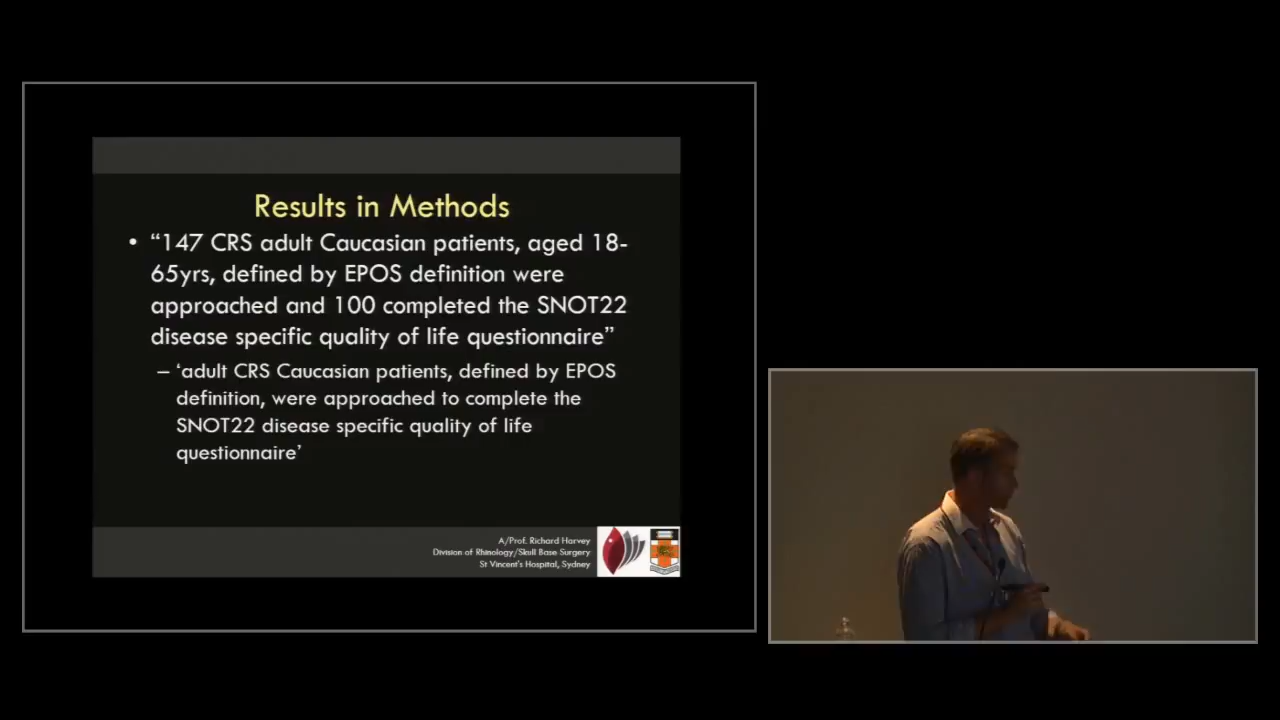 Results in Methods
• “147 CRS adult Caucasian patients, aged 18-
65yrs, defined by EPOS definition were
approached and 100 completed the SNOT22
disease specific quality of life questionnaire”
– ‘adult CRS Caucasian patients, defined by EPOS
definition, were approached to complete the
SNOT22 disease specific quality of life
questionnaire’
A/Prof. Richard Harvey
Division of Rhinology/Skull Base Surgery
St Vincent's Hospital, Sydney